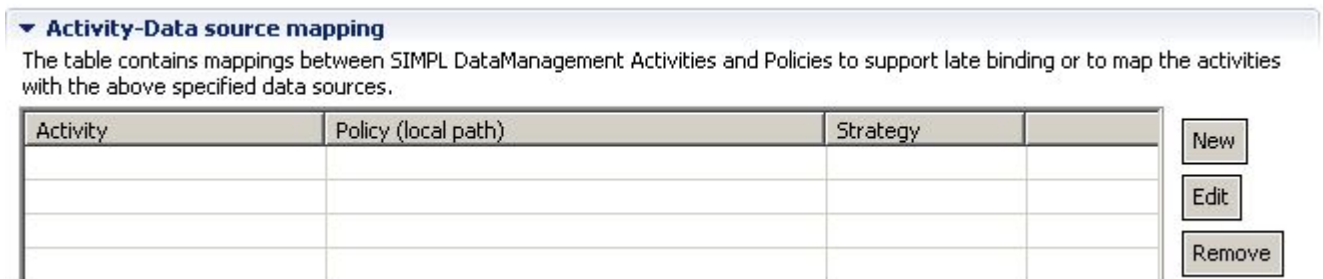 Activity-Data source mapping
The table contains mappings between SIMPL DataManagement Activities and Policies to support late binding or to map the activities
with the above specified data sources.
Activity Policy (local path) Strategy
New
Edit
Remove